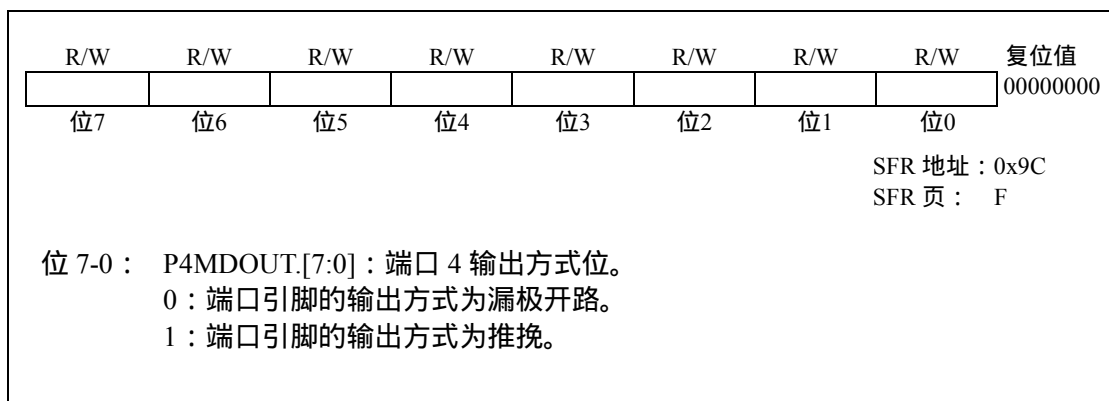 R/W R/W R/W R/W R/W R/W R/W R/W 复位值
00000000
位7 位6 位5 位4 位3 位2 位1 位0
SFR 地址：0x9C
SFR 页： F
位 7-0： P4MDOUT.[7:0]：端口 4 输出方式位。
0：端口引脚的输出方式为漏极开路。
1：端口引脚的输出方式为推挽。